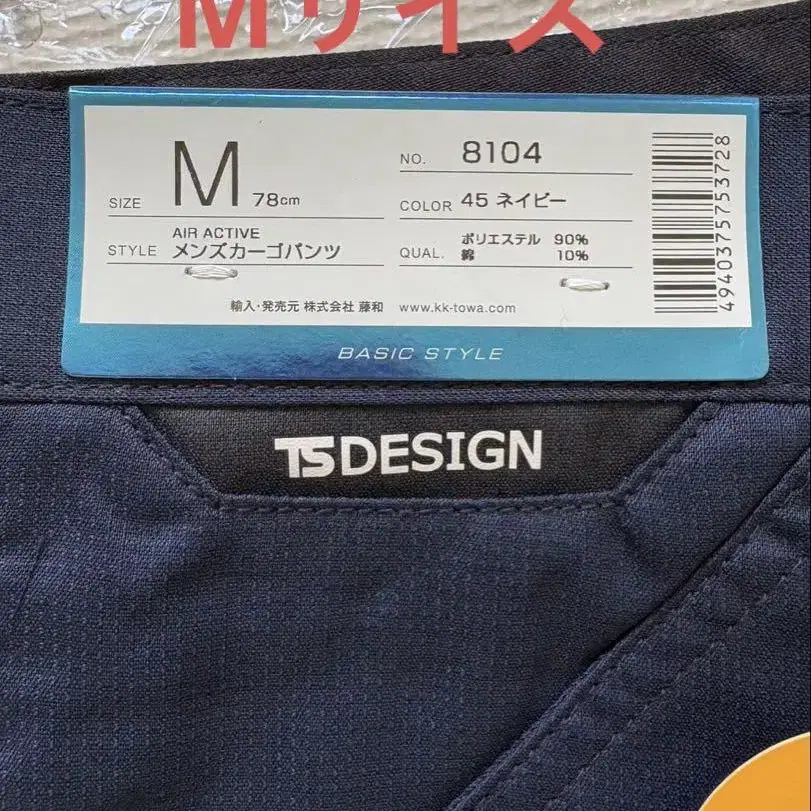 Mサイズ
SIZE M 78cm
NO. 8104
COLOR 45 ネイビー
AIR ACTIVE
STYLE メンズカーゴパンツ
QUAL. ポリエステル 90%
綿 10%
輸入・発売元 株式会社 藤和 www.kk-towa.com
4940375753728
BASIC STYLE
TSDESIGN